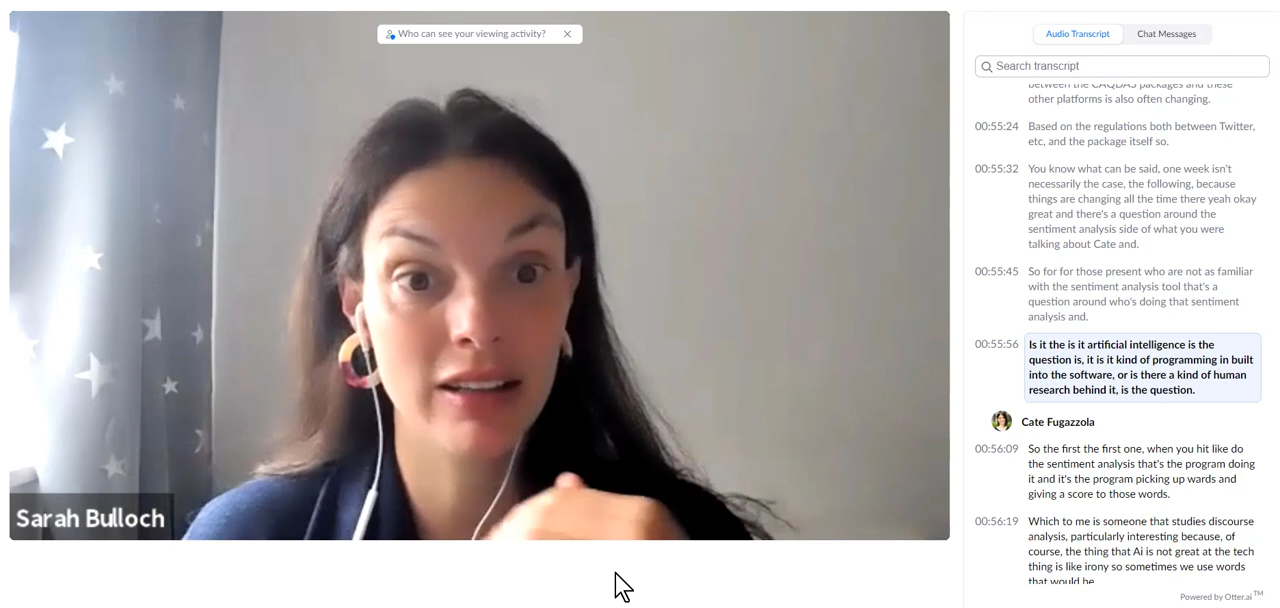 Who can see your viewing activity?
Sarah Bulloch
Audio Transcript
Chat Messages
Search transcript
between the CAQDAS packages and these
other platforms is also often changing.
00:55:24
Based on the regulations both between Twitter,
etc, and the package itself so.
00:55:32
You know what can be said, one week isn't
necessarily the case, the following, because
things are changing all the time there yeah okay
great and there's a question around the
sentiment analysis side of what you were
talking about Cate and.
00:55:45
So for for those present who are not as familiar
with the sentiment analysis tool that's a
question around who's doing that sentiment
analysis and.
00:55:56
Is it the is it artificial intelligence is the
question is, it is it kind of programming in built
into the software, or is there a kind of human
research behind it, is the question.
Cate Fugazzola
00:56:09
So the first the first one, when you hit like do
the sentiment analysis that's the program doing
it and it's the program picking up wards and
giving a score to those words.
00:56:19
Which to me is someone that studies discourse
analysis, particularly interesting because, of
course, the thing that Ai is not great at the tech
thing is like irony so sometimes we use words
that would be
Powered by Otter.ai TM